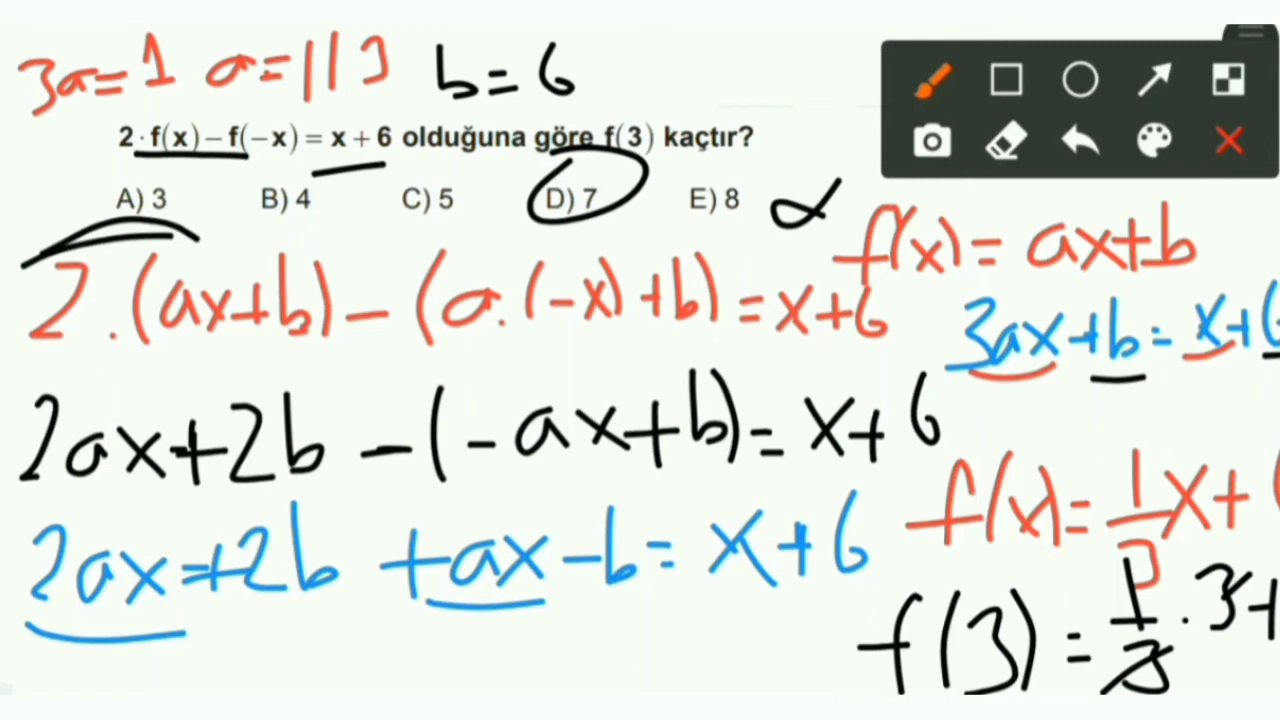 3a=1 a=1/3 b=6
2·f(x)−f(−x)=x+6 olduğuna göre f(3) kaçtır?
A) 3 B) 4 C) 5 D) 7 E) 8
f(x)=ax+b
2.(ax+b)−(a.(−x)+b)=x+6
3ax+b=x+6
2ax+2b−(−ax+b)=x+6
f(x)=1/3x+
2ax+2b+ax−b=x+6
f(3)=1/3.3+